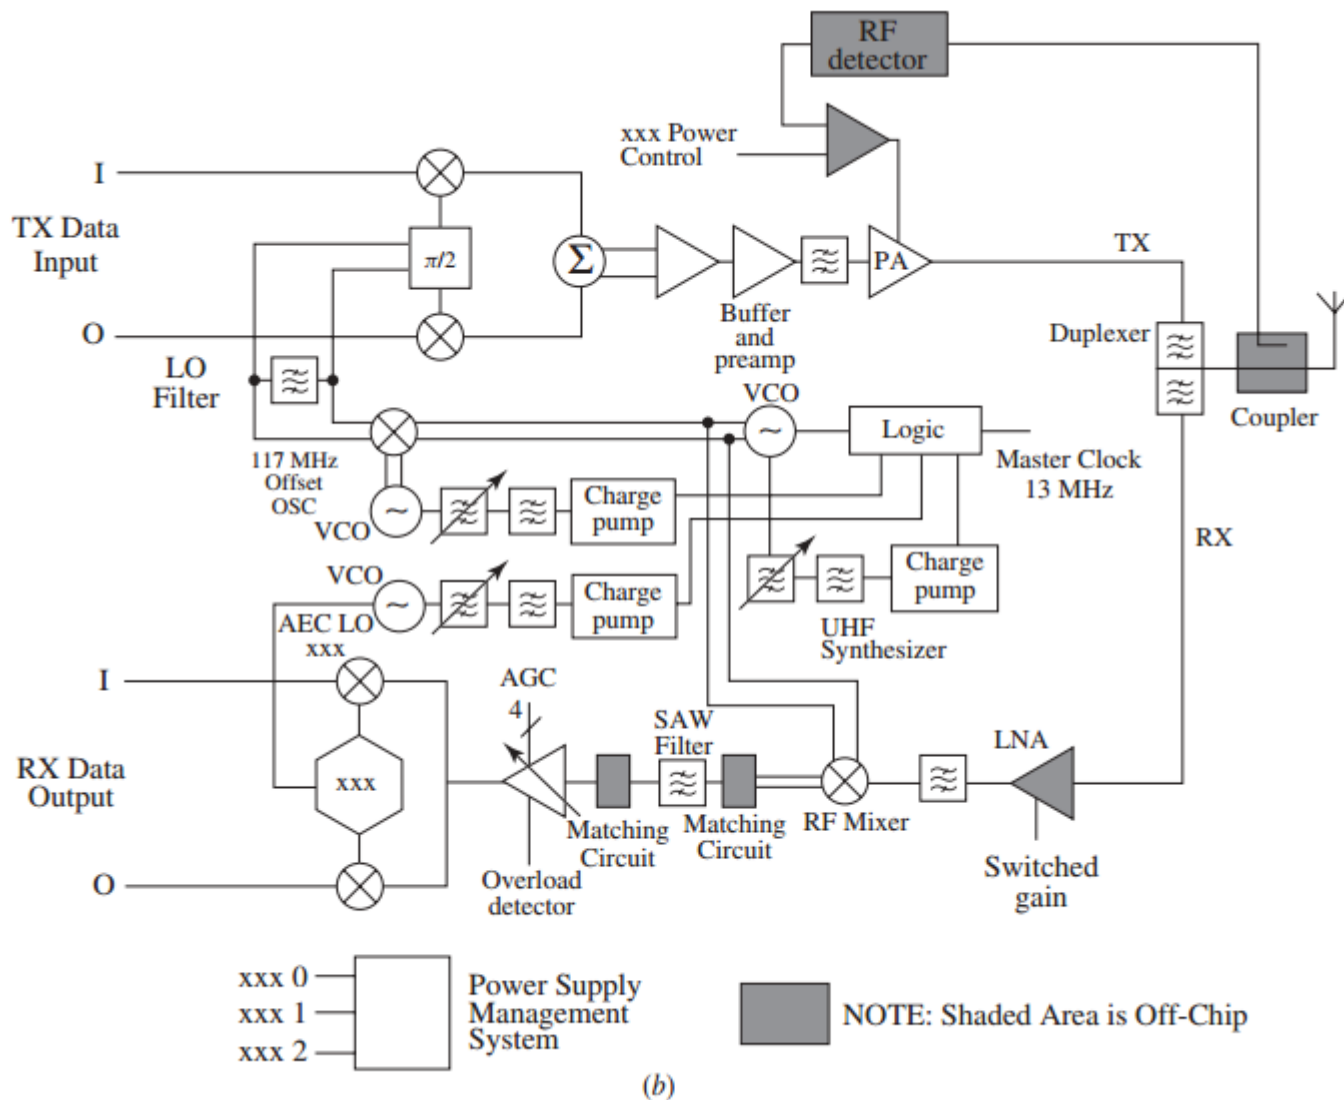 RF
detector
xxx Power
Control
I
TX Data
Input
O
π/2
Σ
PA
Buffer
and
preamp
TX
Duplexer
Coupler
LO
Filter
VCO
Logic
Master Clock
13 MHz
117 MHz
Offset
OSC
VCO
Charge
pump
RX
VCO
Charge
pump
Charge
pump
AEC LO
xxx
UHF
Synthesizer
I
AGC
4
SAW
Filter
LNA
RX Data
Output
xxx
RF Mixer
Matching
Circuit
Matching
Circuit
Switched
gain
O
Overload
detector
xxx 0
xxx 1
xxx 2
Power Supply
Management
System
NOTE: Shaded Area is Off-Chip
(b)